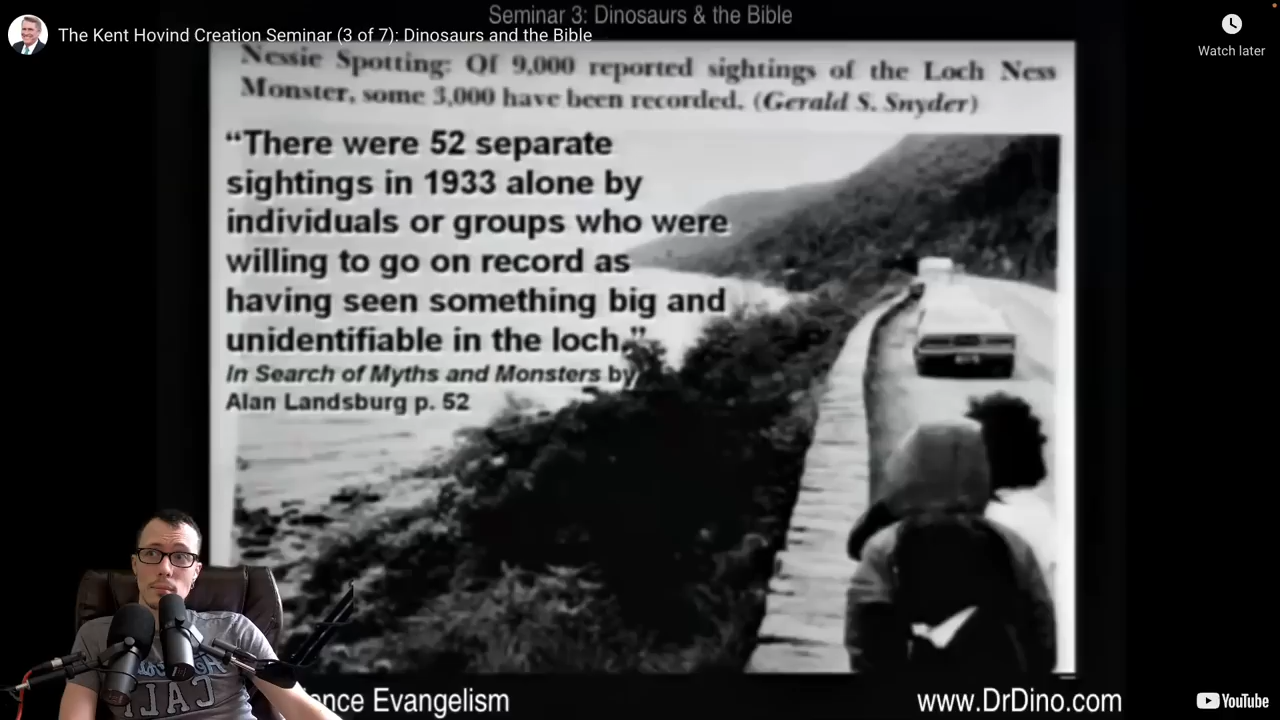 Seminar 3: Dinosaurs & the Bible
The Kent Hovind Creation Seminar (3 of 7): Dinosaurs and the Bible
Watch later
Nessie Spotting: Of 9,000 reported sightings of the Loch Ness
Monster, some 3,000 have been recorded. (Gerald S. Snyder)
“There were 52 separate
sightings in 1933 alone by
individuals or groups who were
willing to go on record as
having seen something big and
unidentifiable in the loch.”
In Search of Myths and Monsters by
Alan Landsburg p. 52
Evangelism
www.DrDino.com
YouTube